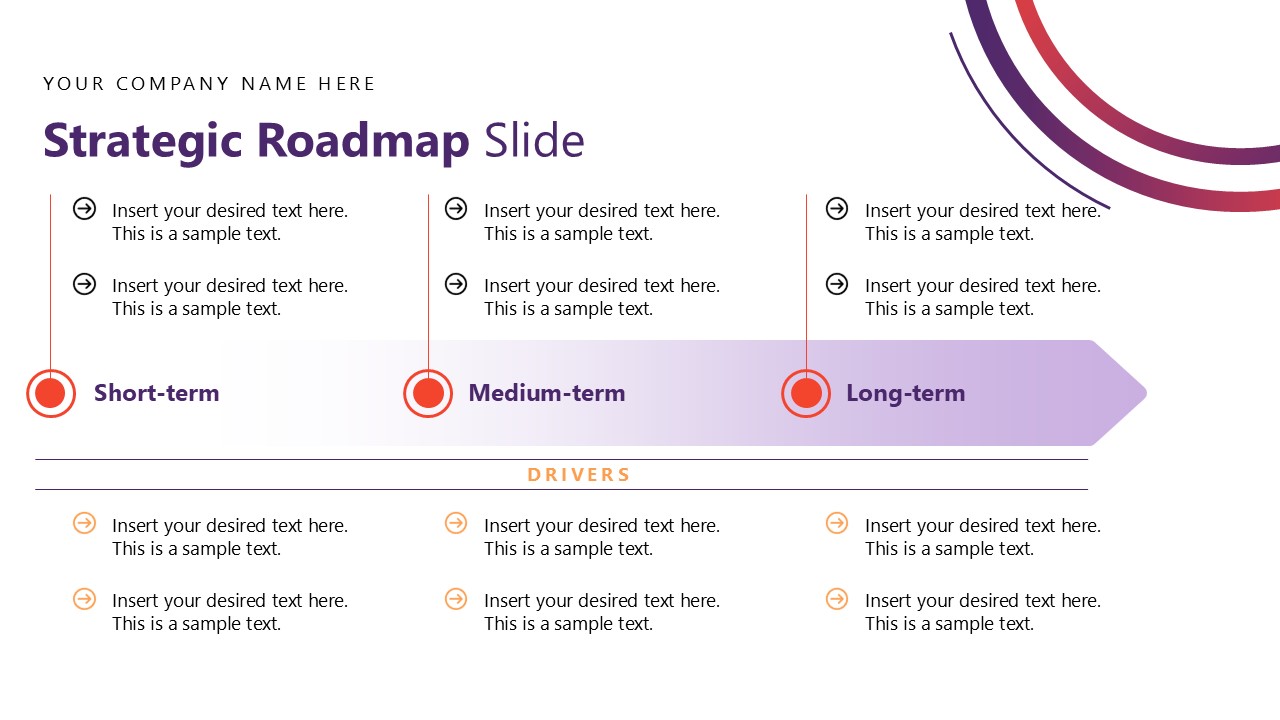 YOUR COMPANY NAME HERE
Strategic Roadmap Slide
Insert your desired text here.
This is a sample text.
Insert your desired text here.
This is a sample text.
Insert your desired text here.
This is a sample text.
Insert your desired text here.
This is a sample text.
Insert your desired text here.
This is a sample text.
Insert your desired text here.
This is a sample text.
Short-term
Medium-term
Long-term
DRIVERS
Insert your desired text here.
This is a sample text.
Insert your desired text here.
This is a sample text.
Insert your desired text here.
This is a sample text.
Insert your desired text here.
This is a sample text.
Insert your desired text here.
This is a sample text.
Insert your desired text here.
This is a sample text.